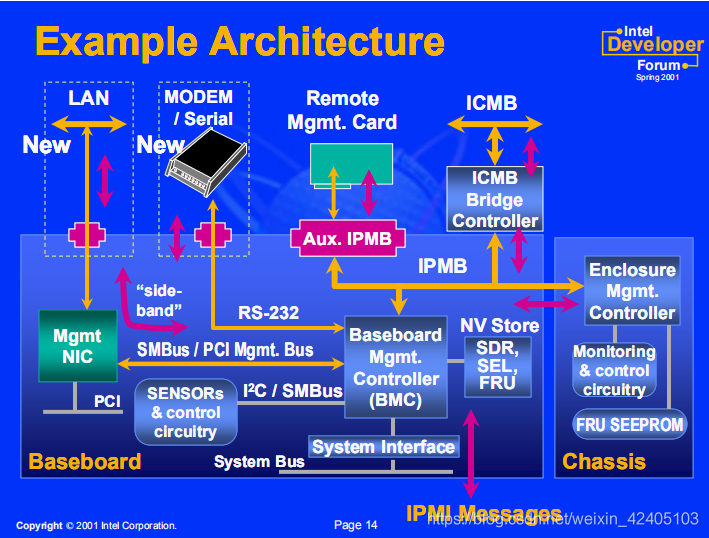 Example Architecture
Intel
Developer
Forum
Spring 2001
LAN
MODEM
/ Serial
Remote
Mgmt. Card
ICMB
New
New
ICMB
Bridge
Controller
Aux. IPMB
IPMB
Enclosure
Mgmt.
Controller
“side-
band”
RS-232
NV Store
Mgmt
NIC
SMBus / PCI Mgmt. Bus
Baseboard
Mgmt.
Controller
(BMC)
SDR,
SEL,
FRU
Monitoring
& control
circuitry
PCI
SENSORs
& control
circuitry
I²C / SMBus
FRU SEEPROM
System Interface
Baseboard
System Bus
Chassis
IPMI Messages
https://blog.csdn.net/weixin_42405103
Copyright © 2001 Intel Corporation.
Page 14